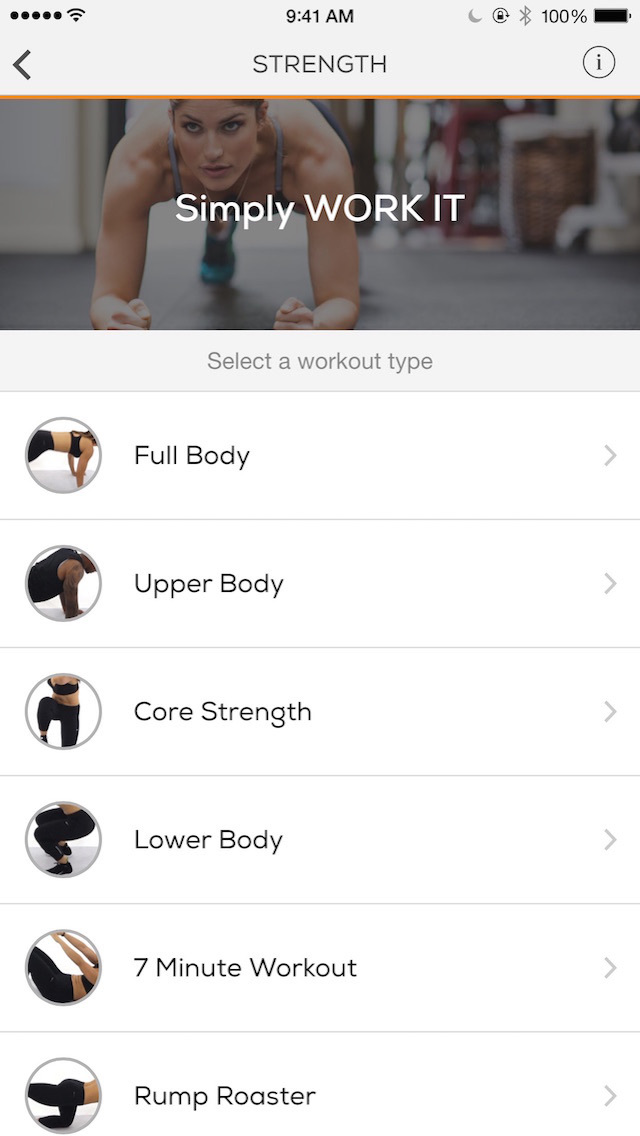 9:41 AM
100%
STRENGTH
i
Simply WORK IT
Select a workout type
Full Body
Upper Body
Core Strength
Lower Body
7 Minute Workout
Rump Roaster